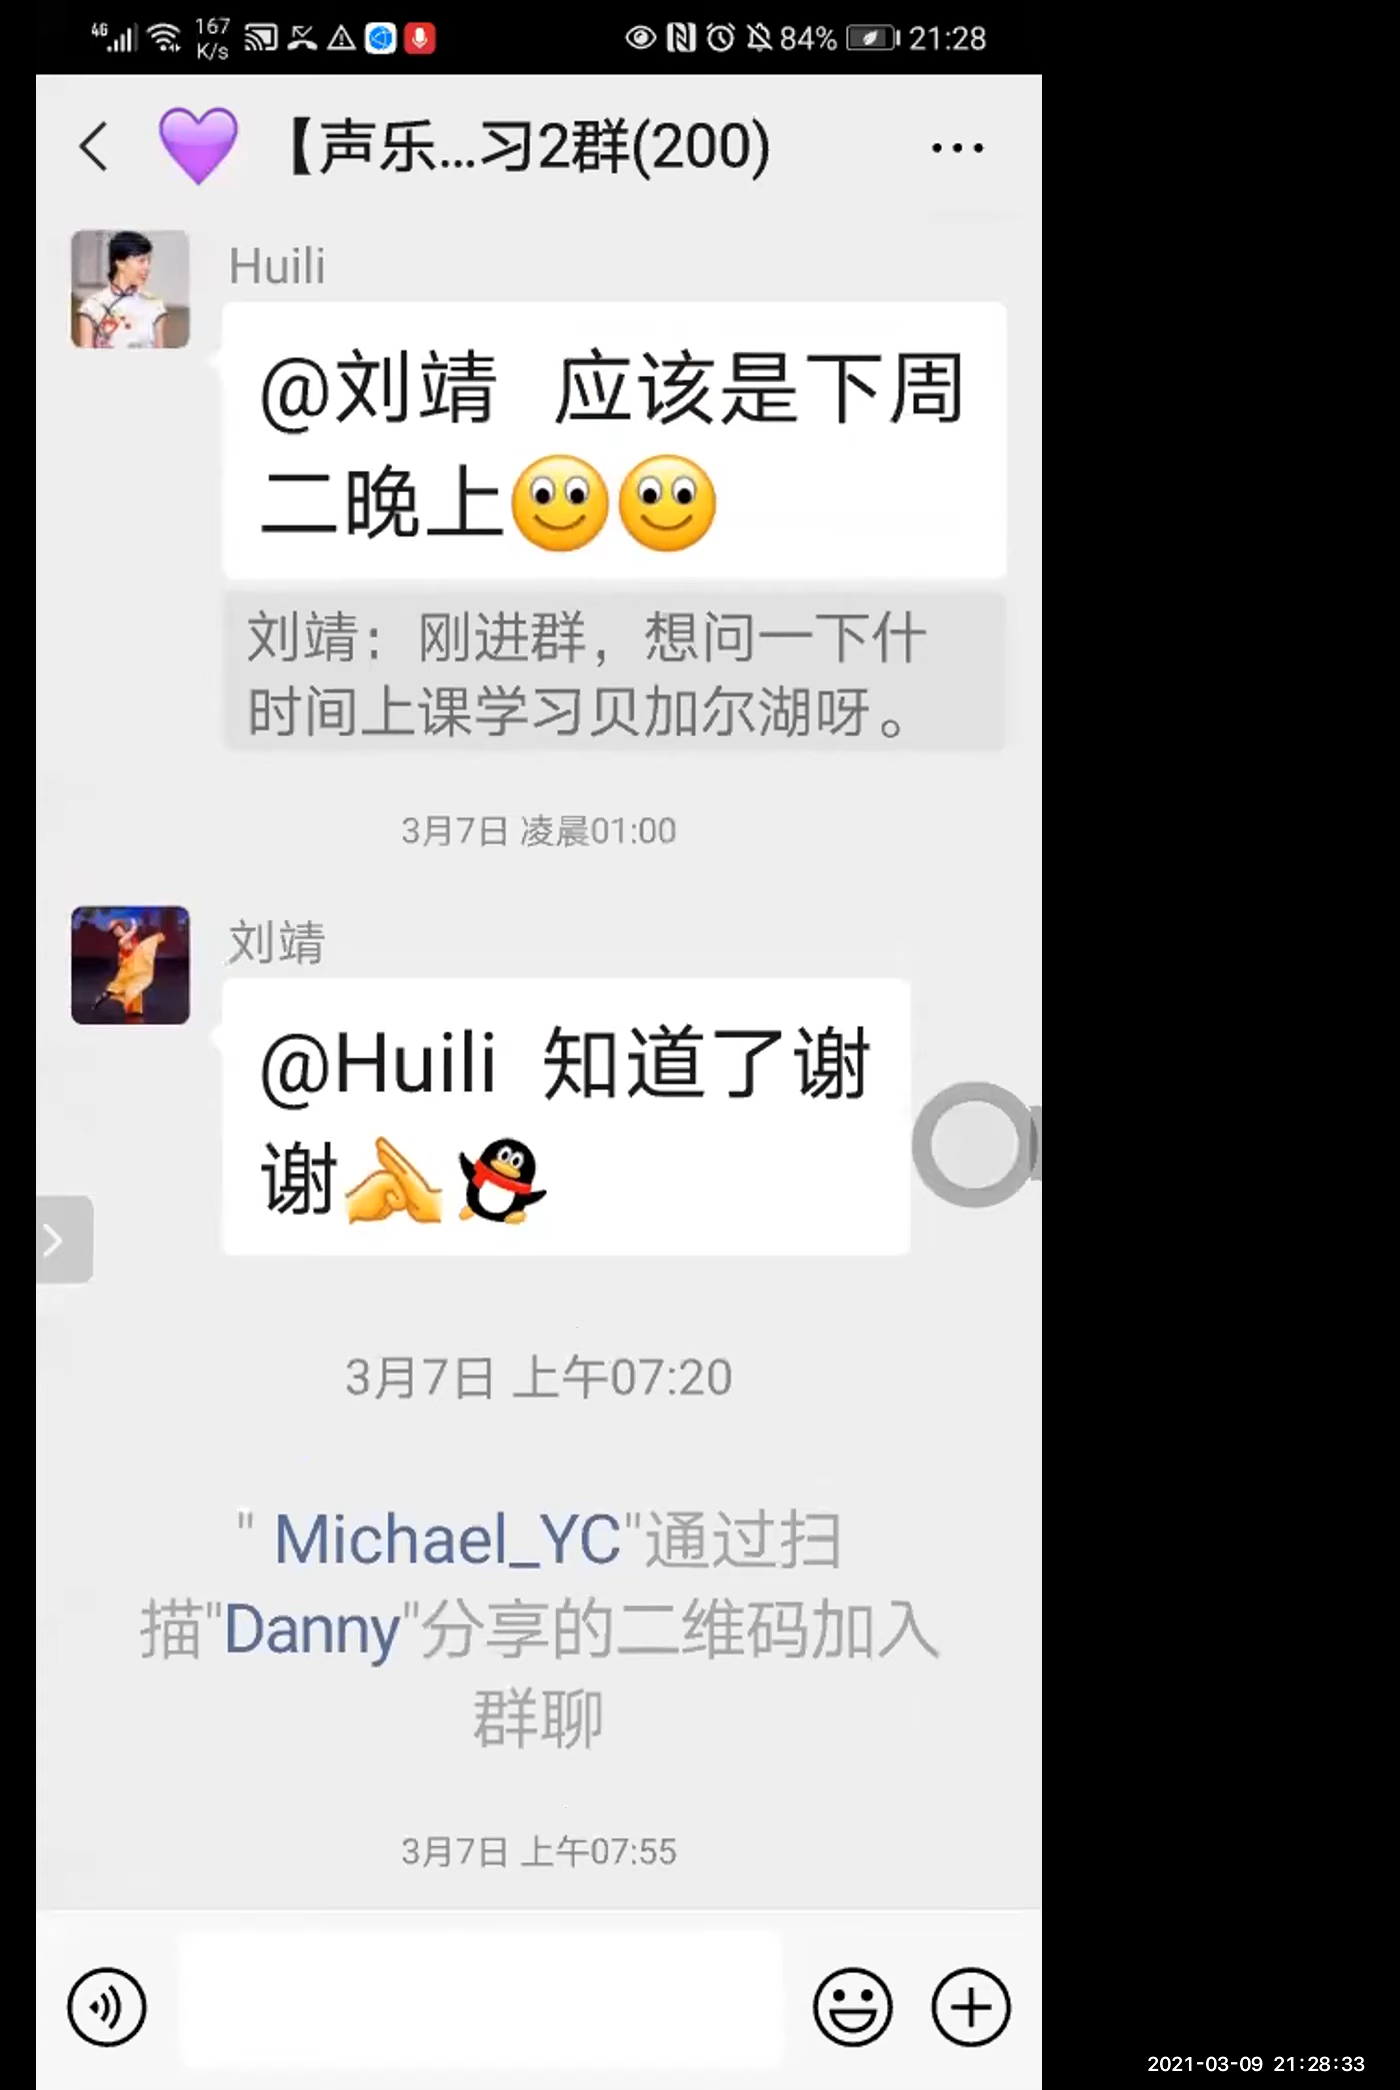 4G 167 K/s 84% 21:28
【声乐...习2群(200)
Huili
@刘靖 应该是下周
二晚上
刘靖：刚进群，想问一下什
时间上课学习贝加尔湖呀。
3月7日 凌晨01:00
刘靖
@Huili 知道了谢
谢
3月7日 上午07:20
" Michael_YC"通过扫
描"Danny"分享的二维码加入
群聊
3月7日 上午07:55
2021-03-09 21:28:33